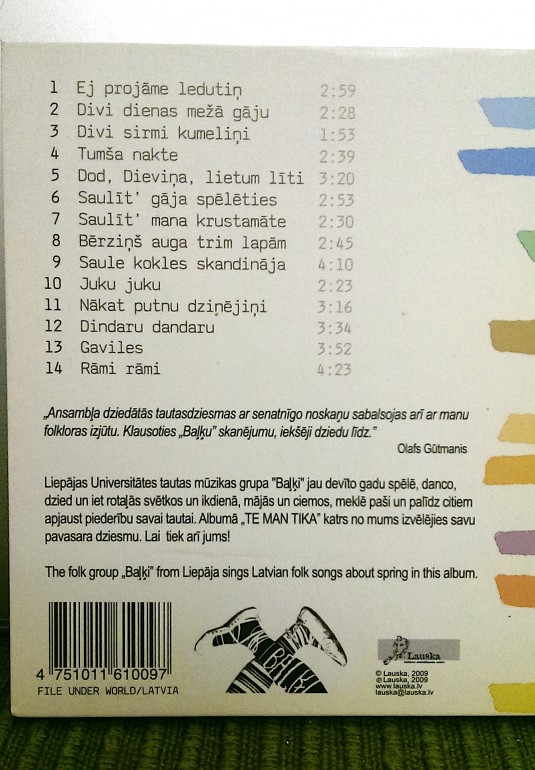 1 Ej projāme ledutiņ 2:59
2 Divi dienas mežā gāju 2:28
3 Divi sirmi kumeliņi 1:53
4 Tumša nakte 2:39
5 Dod, Dieviņa, lietum līti 3:20
6 Saulīt' gāja spēlēties 2:53
7 Saulīt' mana krustamāte 2:30
8 Bērziņš auga trim lapām 2:45
9 Saule kokles skandināja 4:10
10 Juku juku 2:23
11 Nākat putnu dziņējiņi 3:16
12 Dindaru dandaru 3:34
13 Gaviles 3:52
14 Rāmi rāmi 4:23
„Ansambļa dziedātās tautasdziesmas ar senatnīgo noskaņu sabalsojas arī ar manu
folkloras izjūtu. Klausoties „Baļķu” skanējumu, iekšēji dziedu līdz.”
Olafs Gūtmanis
Liepājas Universitātes tautas mūzikas grupa "Baļķi" jau devīto gadu spēlē, danco,
dzied un iet rotaļās svētkos un ikdienā, mājās un ciemos, meklē paši un palīdz citiem
apjaust piederību savai tautai. Albumā „TE MAN TIKA” katrs no mums izvēlējies savu
pavasara dziesmu. Lai tiek arī jums!
The folk group „Baļķi” from Liepāja sings Latvian folk songs about spring in this album.
4 751011 610097
FILE UNDER WORLD/LATVIA
Lauska
© Lauska, 2009
℗ Lauska, 2009
www.lauska.lv
lauska@lauska.lv